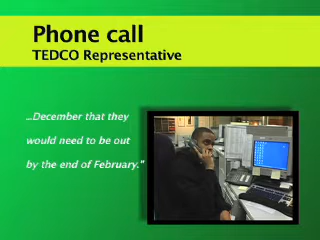 Phone call
TEDCO Representative
...December that they
would need to be out
by the end of February."